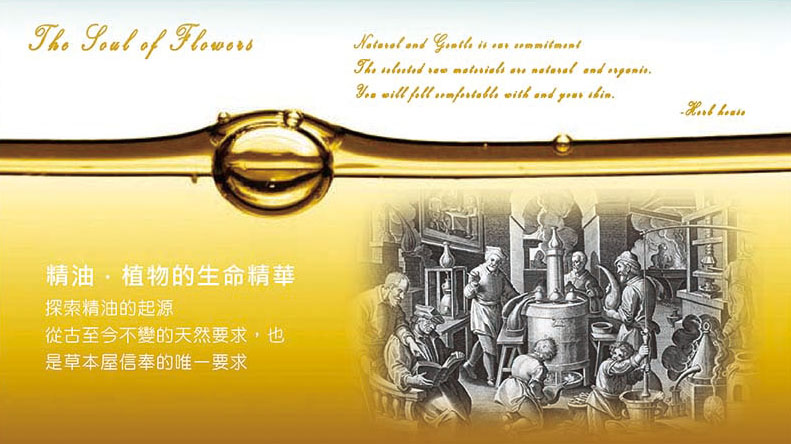 The Soul of Flowers
Natural and Gentle is our commitment
The selected raw materials are natural and organic.
You will fell comfortable with and your skin.
-Herb house
精油．植物的生命精華
探索精油的起源
從古至今不變的天然要求，也
是草本屋信奉的唯一要求